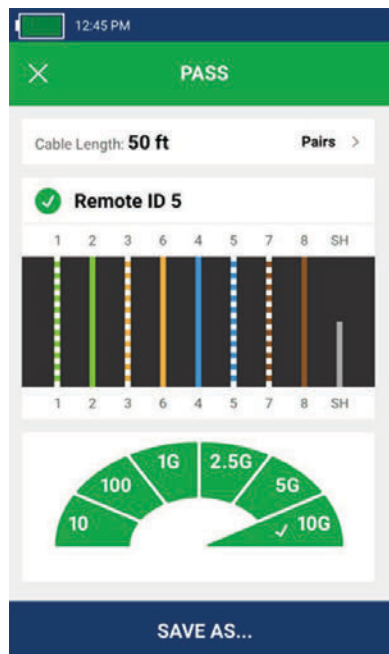 12:45 PM
PASS
Cable Length: 50 ft Pairs >
Remote ID 5
1 2 3 6 4 5 7 8 SH
1 2 3 6 4 5 7 8 SH
10 100 1G 2.5G 5G 10G
SAVE AS...